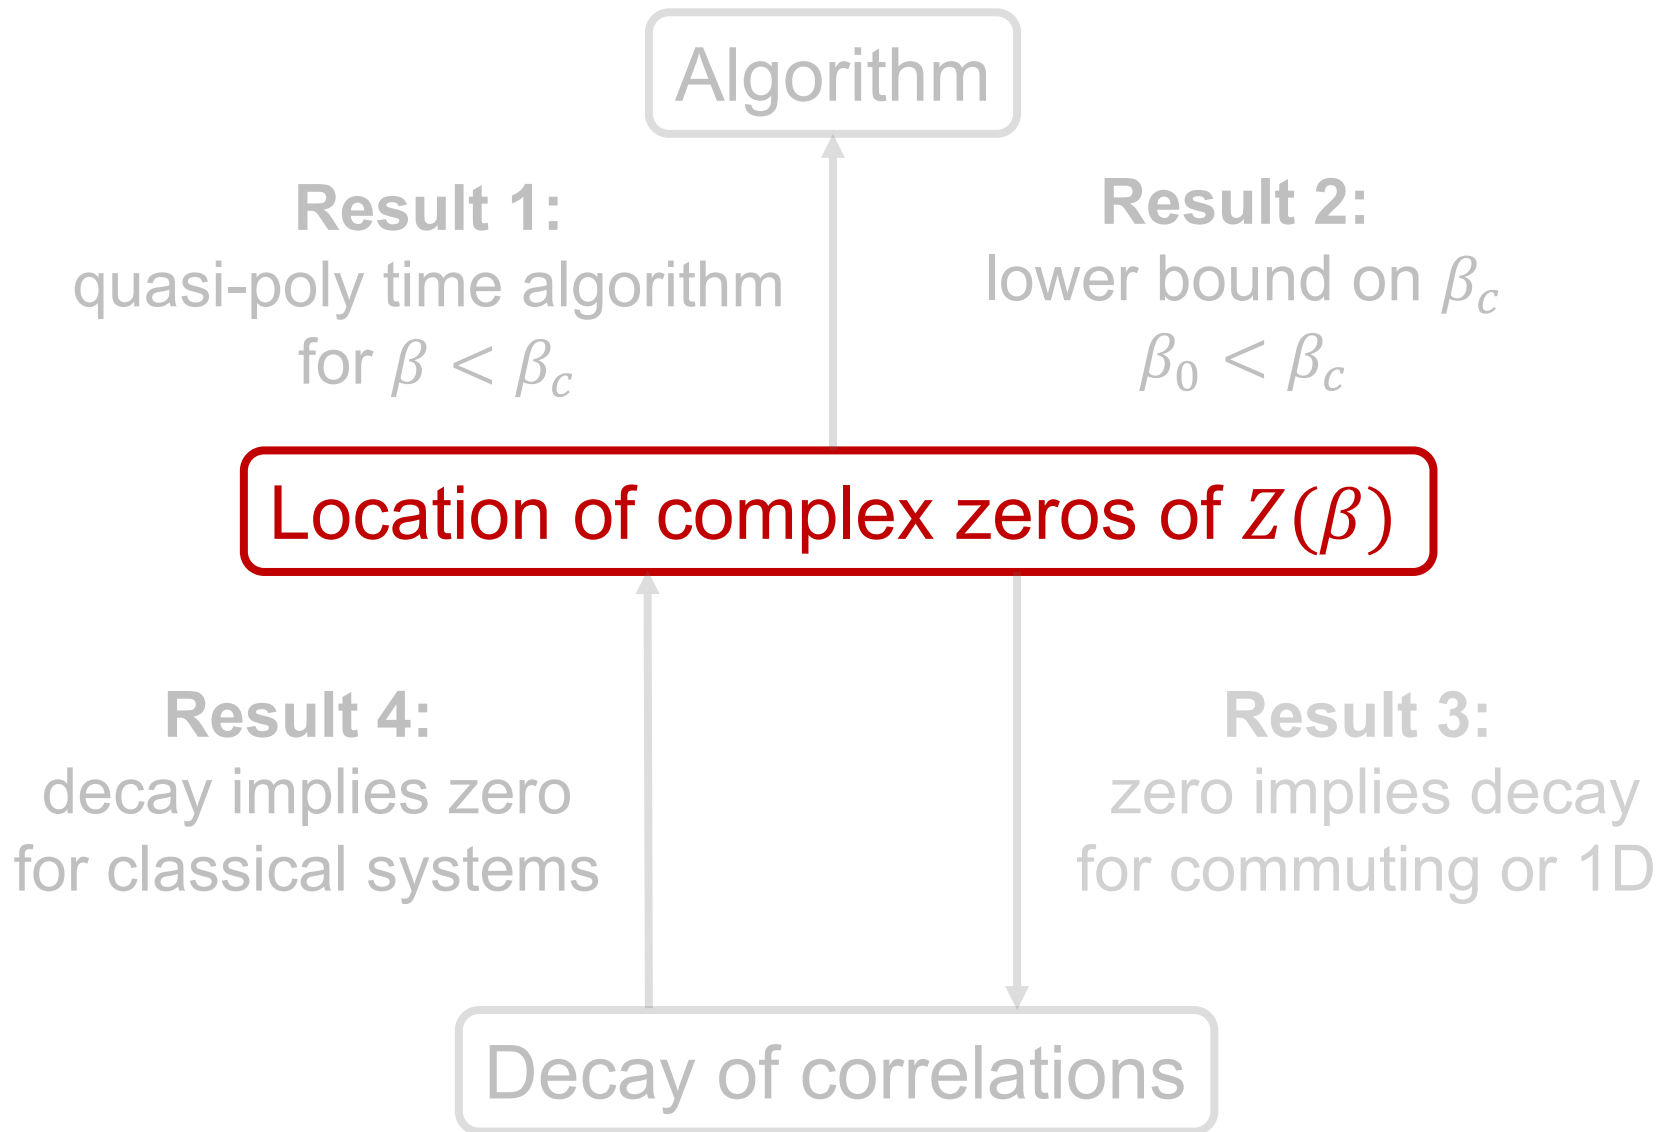 Algorithm
Result 1:
quasi-poly time algorithm
for β < β_c
Result 2:
lower bound on β_c
β_0 < β_c
Location of complex zeros of Z(β)
Result 4:
decay implies zero
for classical systems
Result 3:
zero implies decay
for commuting or 1D
Decay of correlations